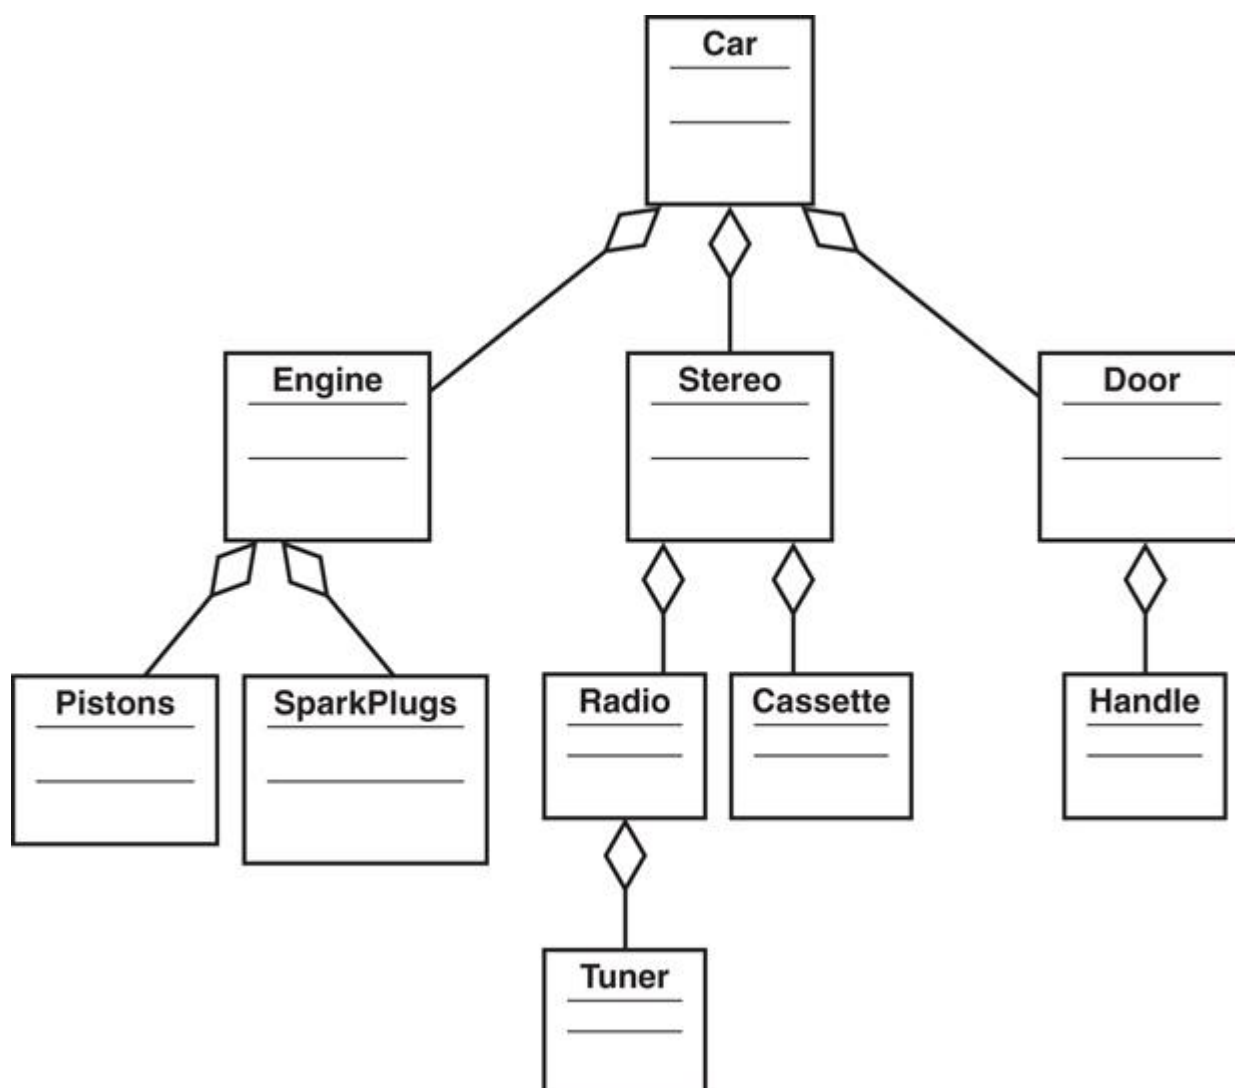 Car
Engine
Stereo
Door
Pistons
SparkPlugs
Radio
Cassette
Handle
Tuner